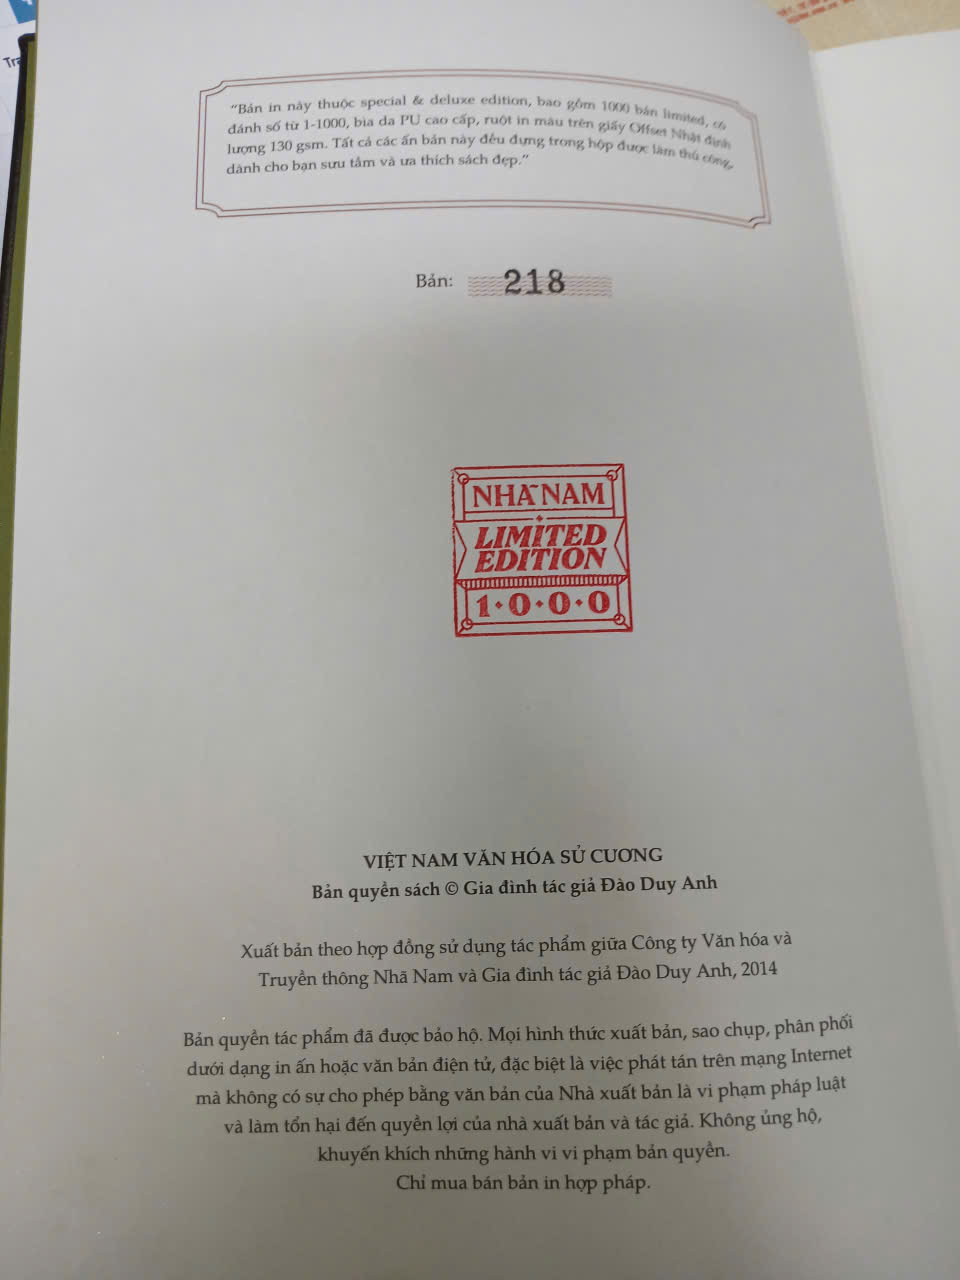 "Bản in này thuộc special & deluxe edition, bao gồm 1000 bản limited, có
đánh số từ 1-1000, bìa da PU cao cấp, ruột in màu trên giấy Offset Nhật định
lượng 130 gsm. Tất cả các ấn bản này đều đựng trong hộp được làm thủ công,
dành cho bạn sưu tầm và ưa thích sách đẹp."
Bản: 218
NHÃ NAM
LIMITED
EDITION
1•0•0•0
VIỆT NAM VĂN HÓA SỬ CƯƠNG
Bản quyền sách © Gia đình tác giả Đào Duy Anh
Xuất bản theo hợp đồng sử dụng tác phẩm giữa Công ty Văn hóa và
Truyền thông Nhã Nam và Gia đình tác giả Đào Duy Anh, 2014
Bản quyền tác phẩm đã được bảo hộ. Mọi hình thức xuất bản, sao chụp, phân phối
dưới dạng in ấn hoặc văn bản điện tử, đặc biệt là việc phát tán trên mạng Internet
mà không có sự cho phép bằng văn bản của Nhà xuất bản là vi phạm pháp luật
và làm tổn hại đến quyền lợi của nhà xuất bản và tác giả. Không ủng hộ,
khuyến khích những hành vi vi phạm bản quyền.
Chỉ mua bán bản in hợp pháp.